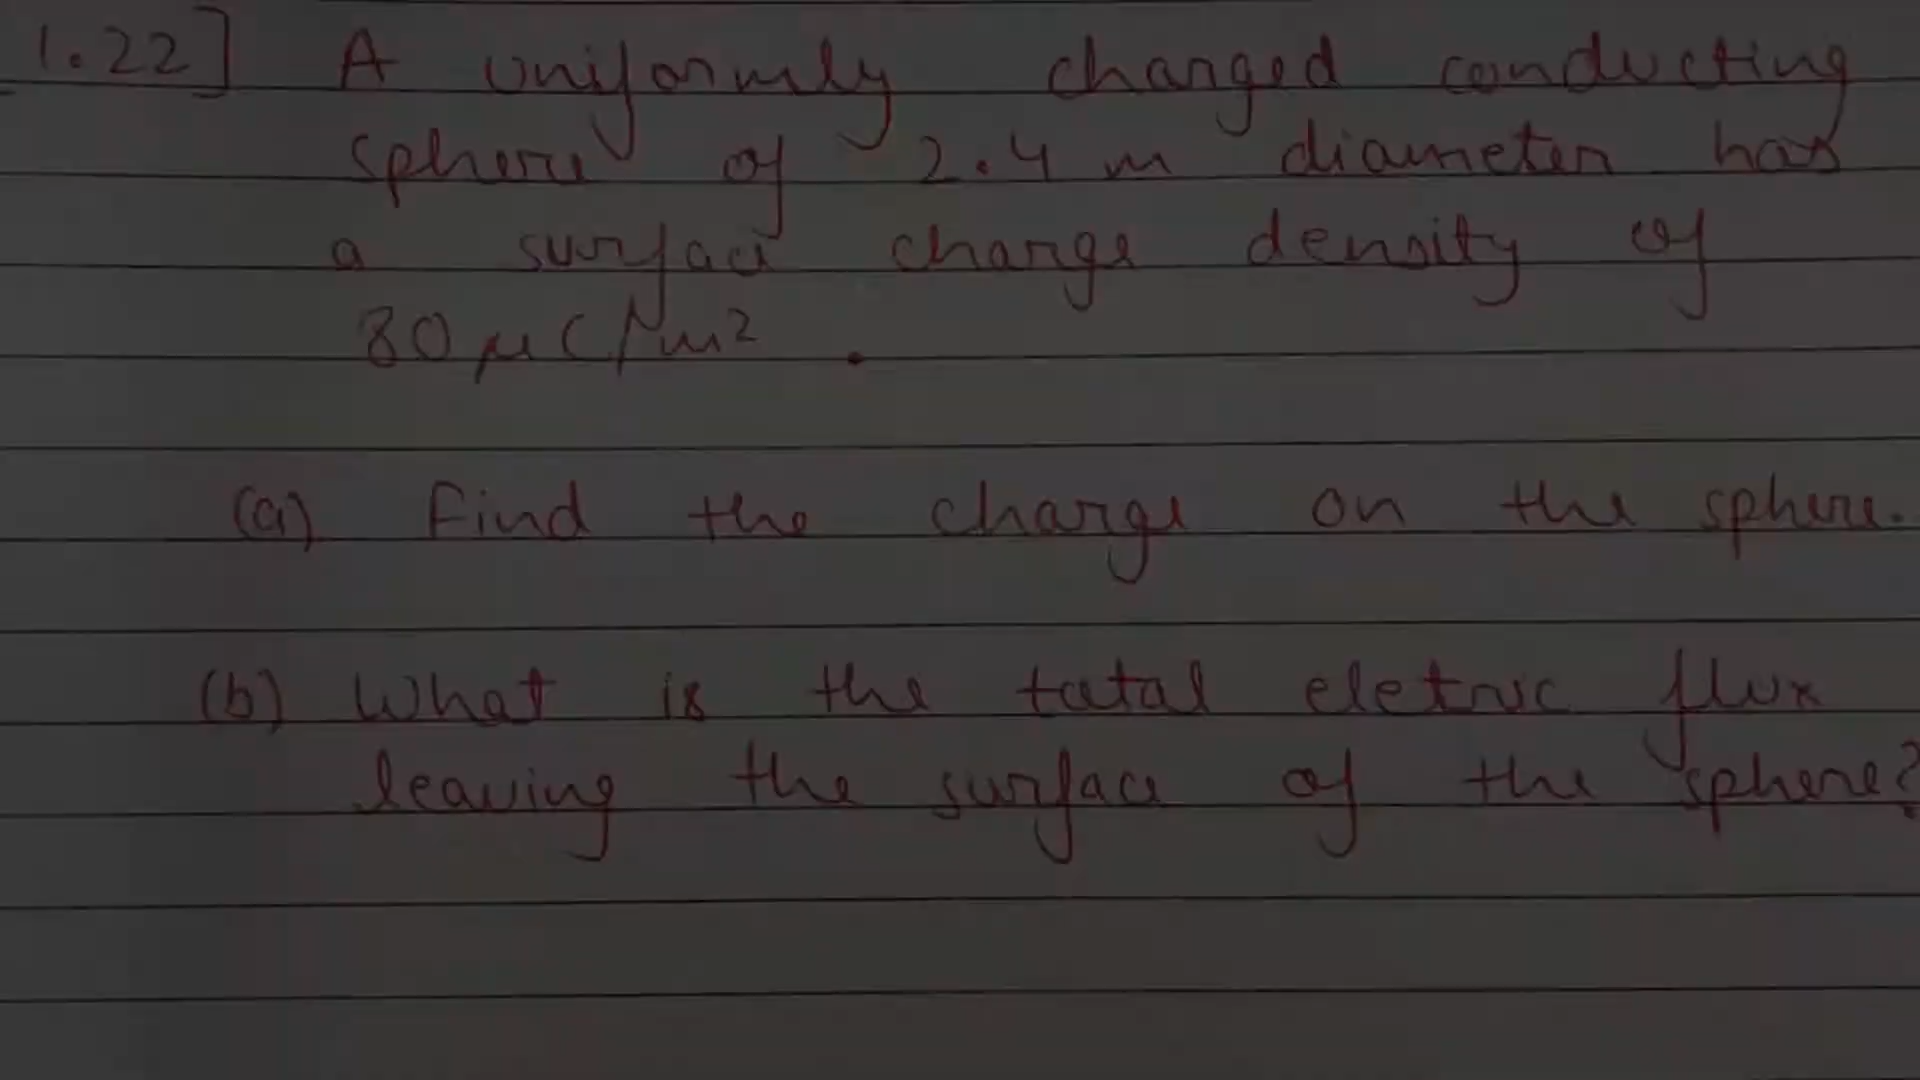 1.22] A uniformly charged conducting
sphere of 2.4 m diameter has
a surface charge density of
80 μC/m² .
(a) Find the charge on the sphere.
(b) What is the total eletric flux
leaving the surface of the sphere?